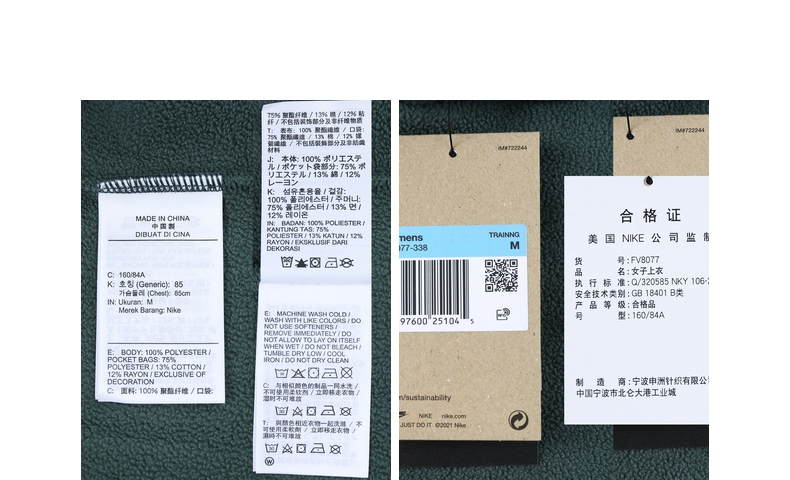 MADE IN CHINA
中国製
DIBUAT DI CINA
C: 160/84A
K: 호칭 (Generic): 85
가슴둘레 (Chest): 85cm
IN: Ukuran: M
Merek Barang: Nike
E: BODY: 100% POLYESTER /
POCKET BAGS: 75%
POLYESTER / 13% COTTON /
12% RAYON / EXCLUSIVE OF
DECORATION
C: 面料: 100% 聚酯纤维 / 口袋:
75% 聚酯纤维 / 13% 棉 / 12% 粘
纤 / 不包括装饰部分及非纤维物质
T: 表布: 100% 聚酯纖維 / 口袋:
75% 聚酯纖維 / 13% 棉 / 12% 嫘
縈纖維 / 不包括裝飾部分及非紡織
材料
J: 本体: 100% ポリエステ
ル / ポケット袋部分: 75% ポ
リエステル / 13% 綿 / 12%
レーヨン
K: 섬유혼용율 / 겉감:
100% 폴리에스터 / 주머니:
75% 폴리에스터 / 13% 면 /
12% 레이온
IN: BADAN: 100% POLIESTER /
KANTUNG TAS: 75%
POLIESTER / 13% KATUN / 12%
RAYON / EKSKLUSIF DARI
DEKORASI
E: MACHINE WASH COLD /
WASH WITH LIKE COLORS / DO
NOT USE SOFTENERS /
REMOVE IMMEDIATELY / DO
NOT ALLOW TO LAY ON ITSELF
WHEN WET / DO NOT BLEACH /
TUMBLE DRY LOW / COOL
IRON / DO NOT DRY CLEAN
C: 与相似颜色的制品一同水洗 /
不可使用柔软剂 / 立即移走衣物 /
湿时不可堆放
T: 與顏色相近衣物一起洗滌 / 不
可使用柔軟劑 / 立即移走衣物 /
濕時不可堆放
W
IM#722244
mens
TRAINNG
077-338
M
97600 25104 5
m/sustainability
NIKE nike.com
JUST DO IT ©2021 Nike
IM#722244
合格证
美国 NIKE 公司监制
货号:FV8077
品名:女子上衣
执行标准:Q/320585 NKY 106-2
安全技术类别:GB 18401 B类
产品等级:合格品
号型:160/84A
制造商:宁波申洲针织有限公
中国宁波市北仑大港工业城